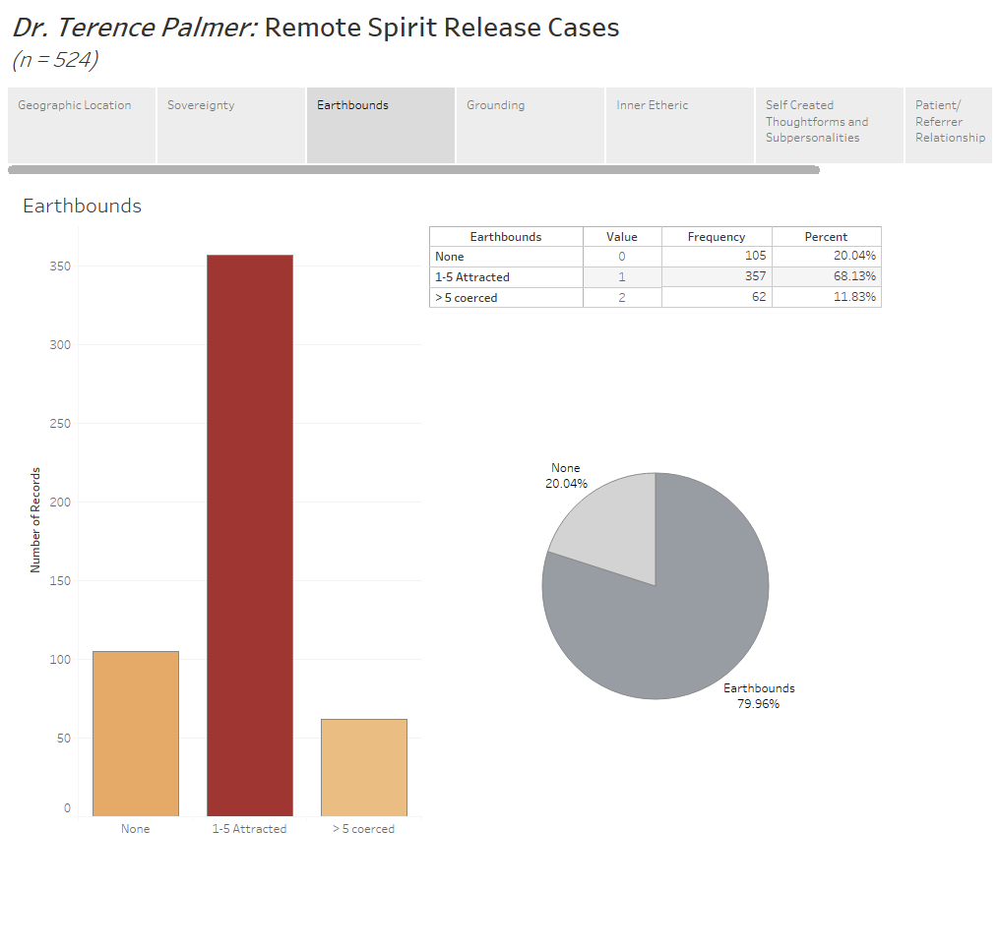 Dr. Terence Palmer: Remote Spirit Release Cases
(n = 524)
Geographic Location
Sovereignty
Earthbounds
Grounding
Inner Etheric
Self Created
Thoughtforms and
Subpersonalities
Patient/
Referrer
Relationship
Earthbounds
Number of Records
350
300
250
200
150
100
50
0
None
1-5 Attracted
> 5 coerced
Earthbounds Value Frequency Percent
None 0 105 20.04%
1-5 Attracted 1 357 68.13%
> 5 coerced 2 62 11.83%
None
20.04%
Earthbounds
79.96%